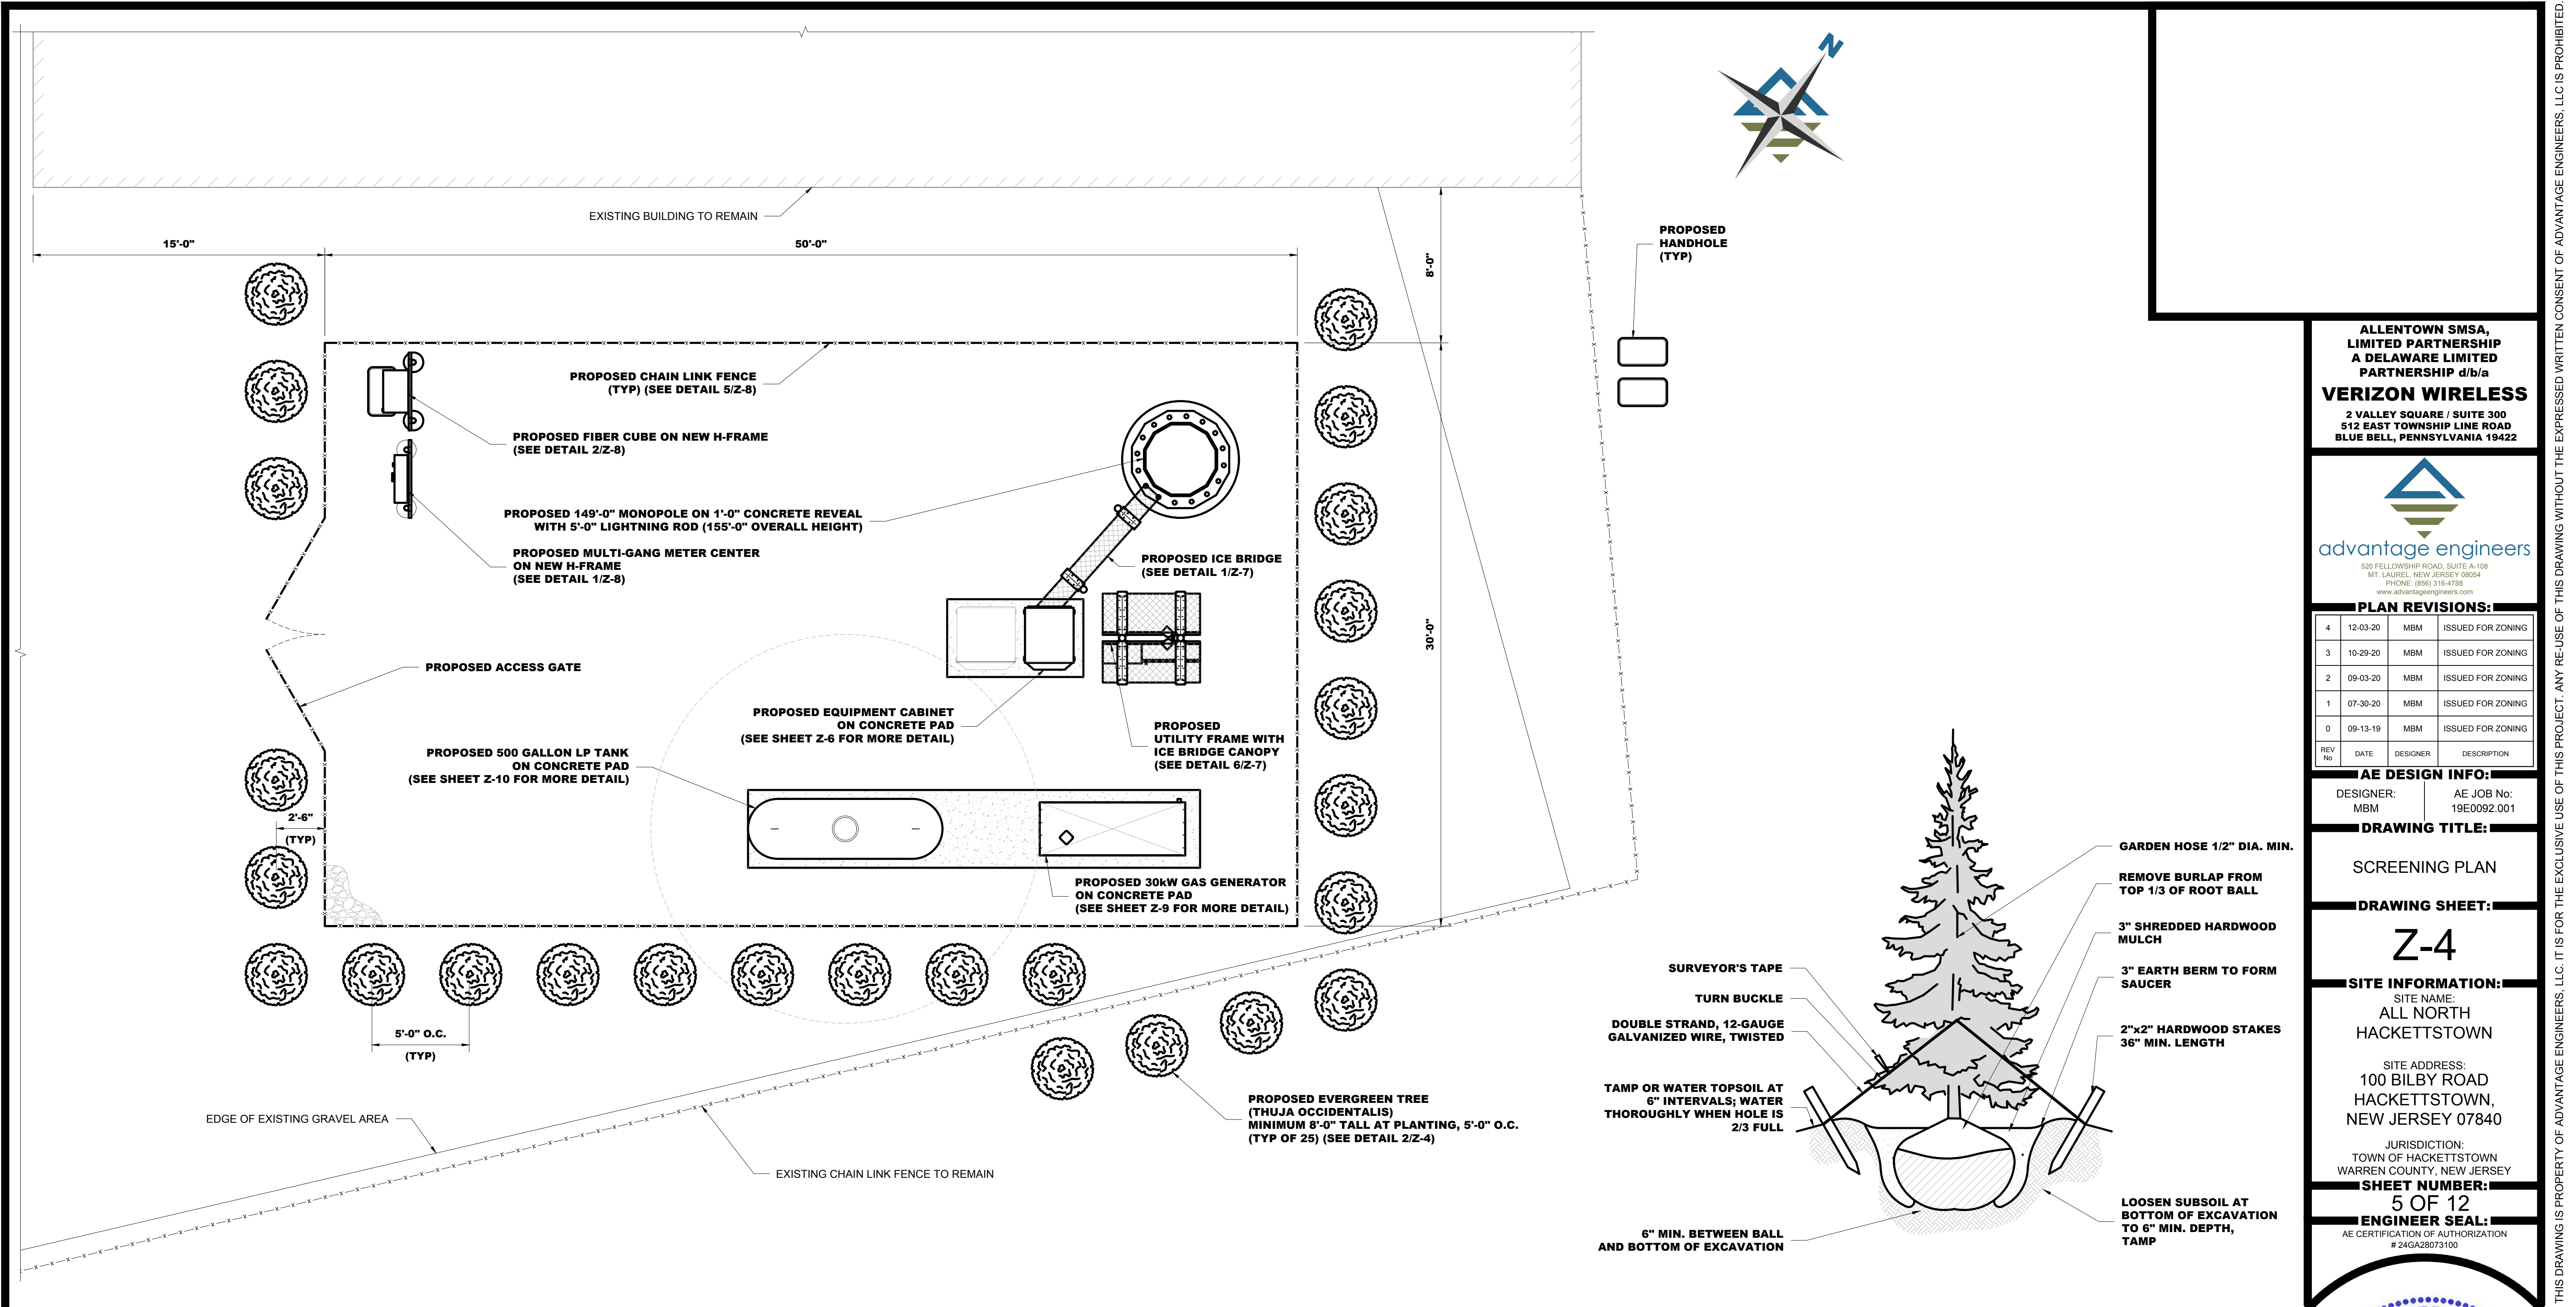 N
EXISTING BUILDING TO REMAIN
15'-0"
50'-0"
8'-0"
30'-0"
PROPOSED
HANDHOLE
(TYP)
PROPOSED CHAIN LINK FENCE
(TYP) (SEE DETAIL 5/Z-8)
PROPOSED FIBER CUBE ON NEW H-FRAME
(SEE DETAIL 2/Z-8)
PROPOSED 149'-0" MONOPOLE ON 1'-0" CONCRETE REVEAL
WITH 5'-0" LIGHTNING ROD (155'-0" OVERALL HEIGHT)
PROPOSED MULTI-GANG METER CENTER
ON NEW H-FRAME
(SEE DETAIL 1/Z-8)
PROPOSED ICE BRIDGE
(SEE DETAIL 1/Z-7)
PROPOSED ACCESS GATE
PROPOSED EQUIPMENT CABINET
ON CONCRETE PAD
(SEE SHEET Z-6 FOR MORE DETAIL)
PROPOSED
UTILITY FRAME WITH
ICE BRIDGE CANOPY
(SEE DETAIL 6/Z-7)
PROPOSED 500 GALLON LP TANK
ON CONCRETE PAD
(SEE SHEET Z-10 FOR MORE DETAIL)
2'-6"
(TYP)
PROPOSED 30kW GAS GENERATOR
ON CONCRETE PAD
(SEE SHEET Z-9 FOR MORE DETAIL)
5'-0" O.C.
(TYP)
EDGE OF EXISTING GRAVEL AREA
EXISTING CHAIN LINK FENCE TO REMAIN
PROPOSED EVERGREEN TREE
(THUJA OCCIDENTALIS)
MINIMUM 8'-0" TALL AT PLANTING, 5'-0" O.C.
(TYP OF 25) (SEE DETAIL 2/Z-4)
SURVEYOR'S TAPE
TURN BUCKLE
DOUBLE STRAND, 12-GAUGE
GALVANIZED WIRE, TWISTED
TAMP OR WATER TOPSOIL AT
6" INTERVALS; WATER
THOROUGHLY WHEN HOLE IS
2/3 FULL
6" MIN. BETWEEN BALL
AND BOTTOM OF EXCAVATION
GARDEN HOSE 1/2" DIA. MIN.
REMOVE BURLAP FROM
TOP 1/3 OF ROOT BALL
3" SHREDDED HARDWOOD
MULCH
3" EARTH BERM TO FORM
SAUCER
2"x2" HARDWOOD STAKES
36" MIN. LENGTH
LOOSEN SUBSOIL AT
BOTTOM OF EXCAVATION
TO 6" MIN. DEPTH,
TAMP
ALLENTOWN SMSA,
LIMITED PARTNERSHIP
A DELAWARE LIMITED
PARTNERSHIP d/b/a
VERIZON WIRELESS
2 VALLEY SQUARE / SUITE 300
512 EAST TOWNSHIP LINE ROAD
BLUE BELL, PENNSYLVANIA 19422
advantage engineers
520 FELLOWSHIP ROAD, SUITE A-108
MT. LAUREL, NEW JERSEY 08054
PHONE: (856) 316-4788
www.advantageengineers.com
PLAN REVISIONS:
4 12-03-20 MBM ISSUED FOR ZONING
3 10-29-20 MBM ISSUED FOR ZONING
2 09-03-20 MBM ISSUED FOR ZONING
1 07-30-20 MBM ISSUED FOR ZONING
0 09-13-19 MBM ISSUED FOR ZONING
REV No DATE DESIGNER DESCRIPTION
AE DESIGN INFO:
DESIGNER: AE JOB No:
MBM 19E0092.001
DRAWING TITLE:
SCREENING PLAN
DRAWING SHEET:
Z-4
SITE INFORMATION:
SITE NAME:
ALL NORTH
HACKETTSTOWN
SITE ADDRESS:
100 BILBY ROAD
HACKETTSTOWN,
NEW JERSEY 07840
JURISDICTION:
TOWN OF HACKETTSTOWN
WARREN COUNTY, NEW JERSEY
SHEET NUMBER:
5 OF 12
ENGINEER SEAL:
AE CERTIFICATION OF AUTHORIZATION
# 24GA28073100
THIS DRAWING IS PROPERTY OF ADVANTAGE ENGINEERS, LLC. IT IS FOR THE EXCLUSIVE USE OF THIS PROJECT. ANY RE-USE OF THIS DRAWING WITHOUT THE EXPRESSED WRITTEN CONSENT OF ADVANTAGE ENGINEERS, LLC IS PROHIBITED.